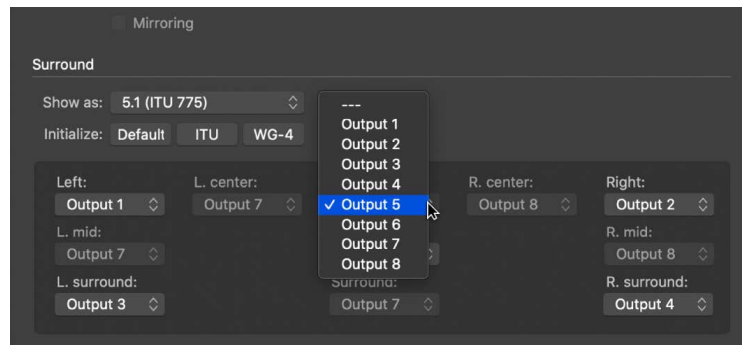 Mirroring
Surround
Show as: 5.1 (ITU 775)
Initialize: Default ITU WG-4
---
Output 1
Output 2
Output 3
Output 4
✓ Output 5
Output 6
Output 7
Output 8
Left: L. center: R. center: Right:
Output 1 Output 7 Output 8 Output 2
L. mid: R. mid:
Output 7 Output 8
L. surround: Surround: R. surround:
Output 3 Output 7 Output 4